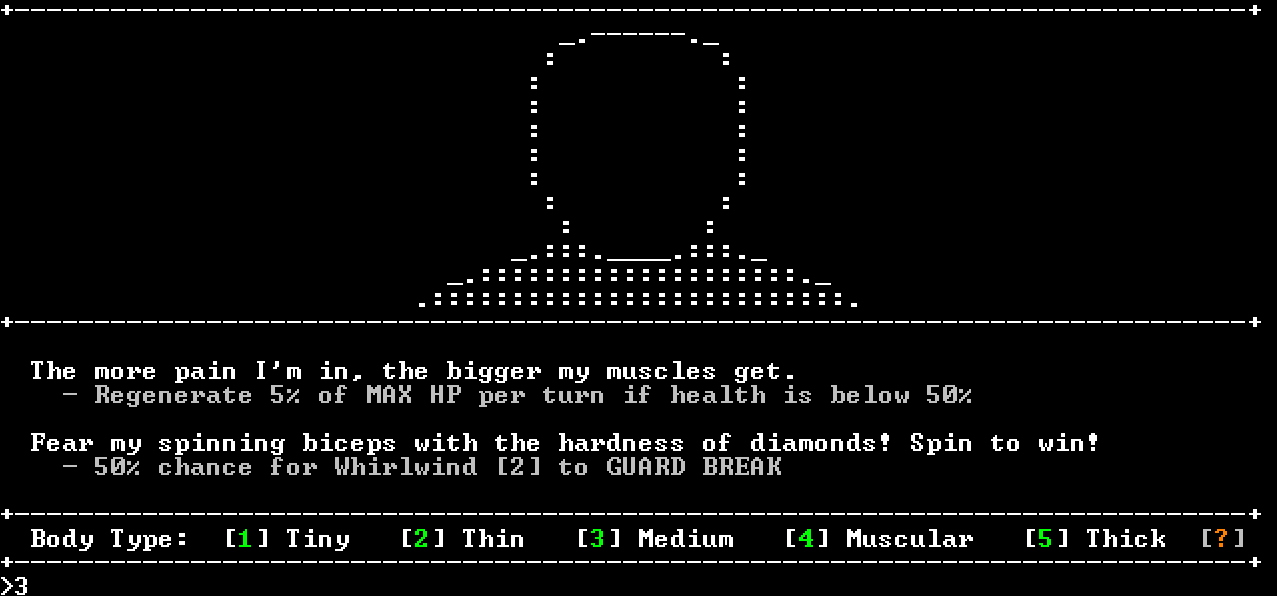 The more pain I'm in, the bigger my muscles get.
- Regenerate 5% of MAX HP per turn if health is below 50%
Fear my spinning biceps with the hardness of diamonds! Spin to win!
- 50% chance for Whirlwind [2] to GUARD BREAK
Body Type: [1] Tiny [2] Thin [3] Medium [4] Muscular [5] Thick [?]
>3